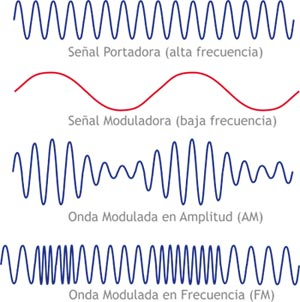 Señal Portadora (alta frecuencia)
Señal Moduladora (baja frecuencia)
Onda Modulada en Amplitud (AM)
Onda Modulada en Frecuencia (FM)